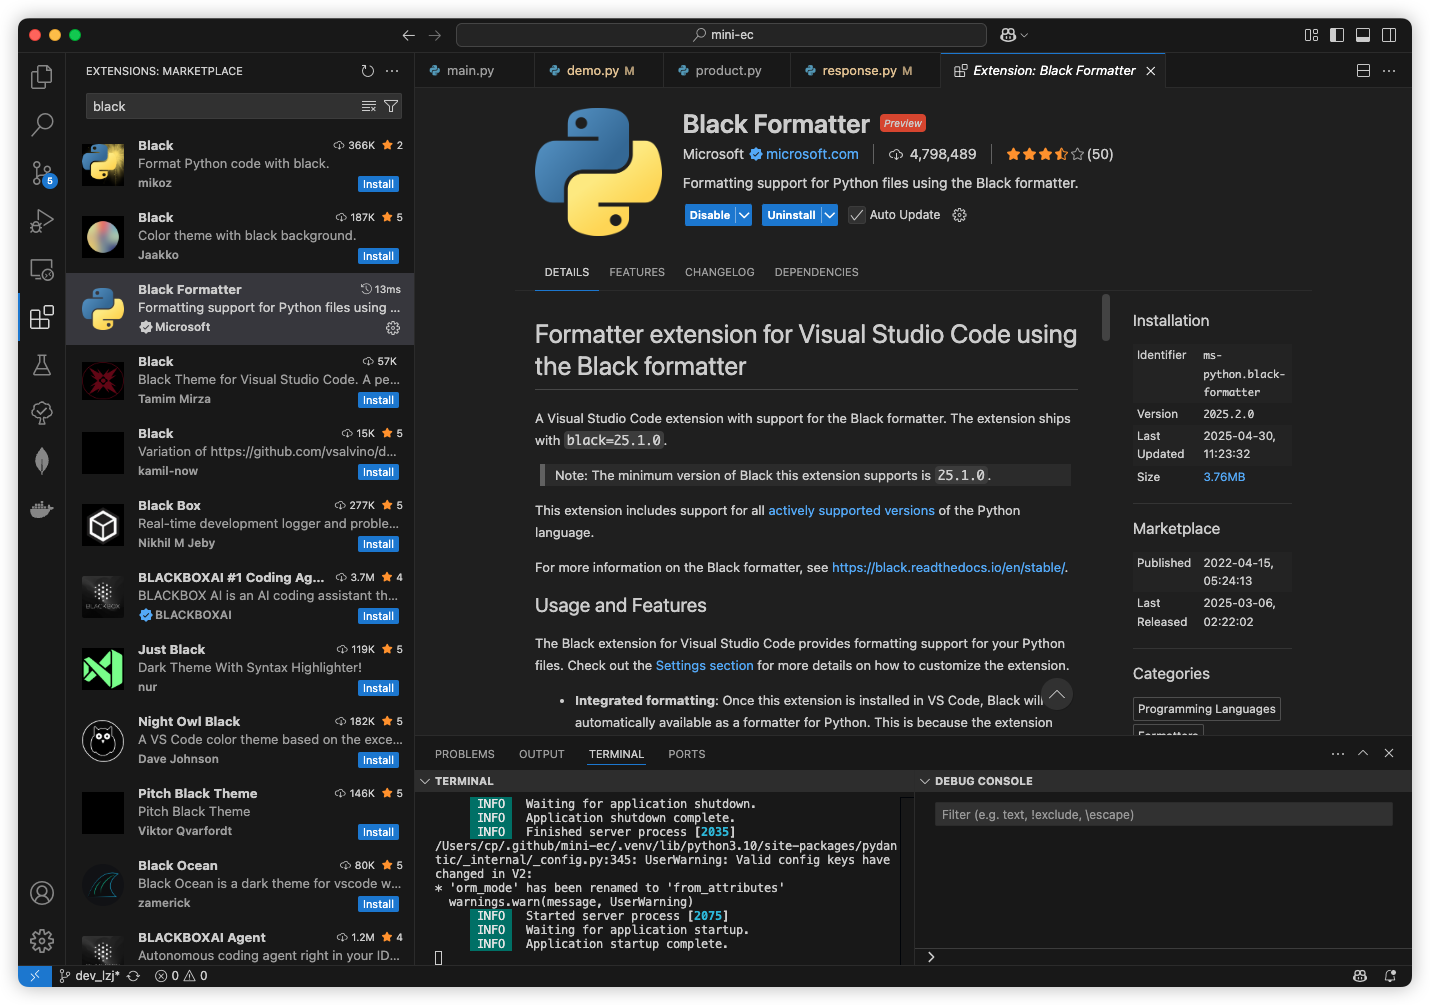 mini-ec
EXTENSIONS: MARKETPLACE
black
Black
366K
2
Format Python code with black.
mikoz
Install
Black
187K
5
Color theme with black background.
Jaakko
Install
Black Formatter
13ms
Formatting support for Python files using ...
Microsoft
Black
57K
Black Theme for Visual Studio Code. A pe...
Tamim Mirza
Install
Black
15K
5
Variation of https://github.com/vsalvino/d...
kamil-now
Install
Black Box
277K
5
Real-time development logger and proble...
Nikhil M Jeby
Install
BLACKBOXAI #1 Coding Ag...
3.7M
4
BLACKBOX AI is an AI coding assistant th...
BLACKBOXAI
Install
Just Black
119K
5
Dark Theme With Syntax Highlighter!
nur
Install
Night Owl Black
182K
5
A VS Code color theme based on the exce...
Dave Johnson
Install
Pitch Black Theme
146K
5
Pitch Black Theme
Viktor Qvarfordt
Install
Black Ocean
80K
5
Black Ocean is a dark theme for vscode w...
zamerick
Install
BLACKBOXAI Agent
1.2M
4
Autonomous coding agent right in your ID...
5
main.py
demo.py M
product.py
response.py M
Extension: Black Formatter
Black Formatter
Preview
Microsoft
microsoft.com
4,798,489
(50)
Formatting support for Python files using the Black formatter.
Disable
Uninstall
Auto Update
DETAILS
FEATURES
CHANGELOG
DEPENDENCIES
Formatter extension for Visual Studio Code using
the Black formatter
A Visual Studio Code extension with support for the Black formatter. The extension ships
with black=25.1.0.
Note: The minimum version of Black this extension supports is 25.1.0.
This extension includes support for all actively supported versions of the Python
language.
For more information on the Black formatter, see https://black.readthedocs.io/en/stable/.
Usage and Features
The Black extension for Visual Studio Code provides formatting support for your Python
files. Check out the Settings section for more details on how to customize the extension.
• Integrated formatting: Once this extension is installed in VS Code, Black will
automatically available as a formatter for Python. This is because the extension
Installation
Identifier
ms-
python.black-
formatter
Version
2025.2.0
Last
Updated
2025-04-30,
11:23:32
Size
3.76MB
Marketplace
Published
2022-04-15,
05:24:13
Last
Released
2025-03-06,
02:22:02
Categories
Programming Languages
Formatters
PROBLEMS
OUTPUT
TERMINAL
PORTS
TERMINAL
INFO Waiting for application shutdown.
INFO Application shutdown complete.
INFO Finished server process [2035]
/Users/cp/.github/mini-ec/.venv/lib/python3.10/site-packages/pydan
tic/_internal/_config.py:345: UserWarning: Valid config keys have
changed in V2:
* 'orm_mode' has been renamed to 'from_attributes'
warnings.warn(message, UserWarning)
INFO Started server process [2075]
INFO Waiting for application startup.
INFO Application startup complete.
DEBUG CONSOLE
Filter (e.g. text, !exclude, \escape)
dev_lzj*
0
0